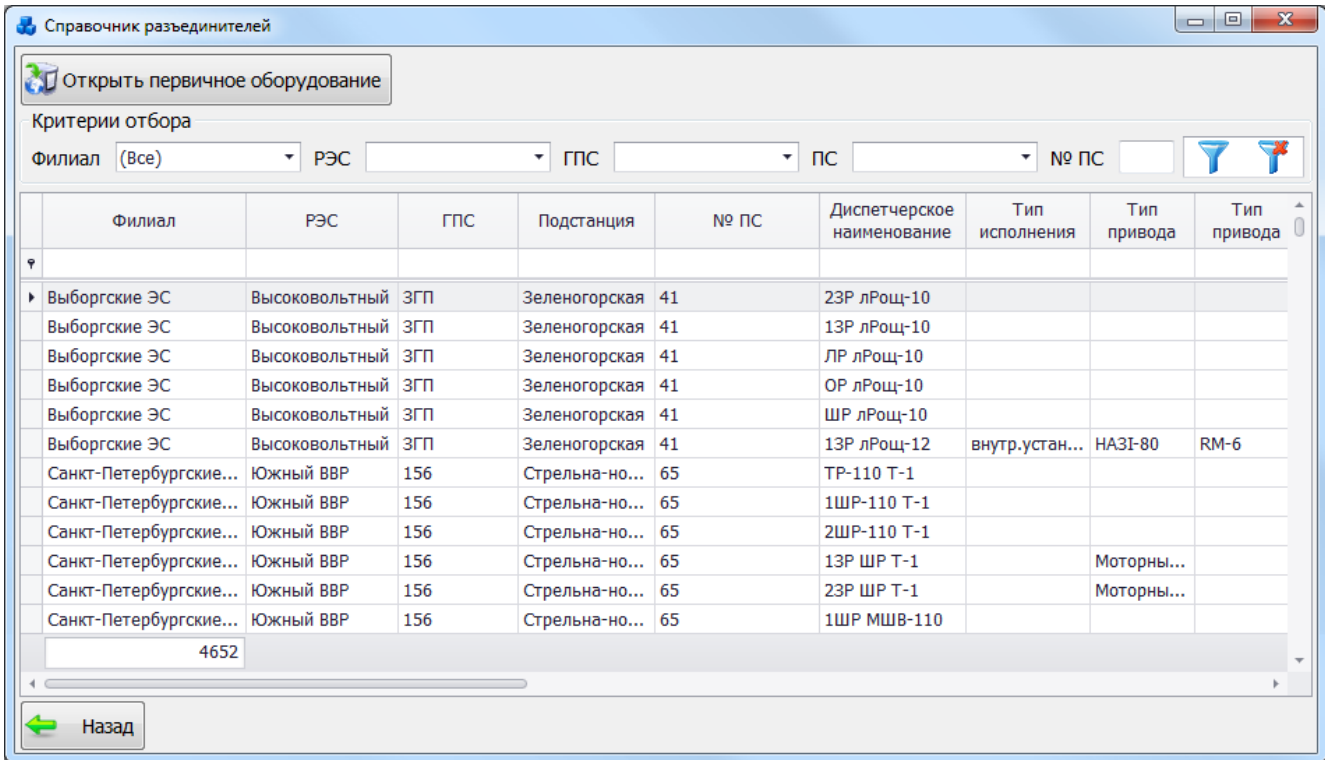 Справочник разъединителей
Открыть первичное оборудование
Критерии отбора
Филиал (Все) РЭС ГПС ПС № ПС
Филиал РЭС ГПС Подстанция № ПС Диспетчерское наименование Тип исполнения Тип привода Тип привода
Выборгские ЭС Высоковольтный ЗГП Зеленогорская 41 2ЗР лРощ-10
Выборгские ЭС Высоковольтный ЗГП Зеленогорская 41 1ЗР лРощ-10
Выборгские ЭС Высоковольтный ЗГП Зеленогорская 41 ЛР лРощ-10
Выборгские ЭС Высоковольтный ЗГП Зеленогорская 41 ОР лРощ-10
Выборгские ЭС Высоковольтный ЗГП Зеленогорская 41 ШР лРощ-10
Выборгские ЭС Высоковольтный ЗГП Зеленогорская 41 1ЗР лРощ-12 внутр.устан... НАЗІ-80 RM-6
Санкт-Петербургские... Южный ВВР 156 Стрельна-но... 65 ТР-110 Т-1
Санкт-Петербургские... Южный ВВР 156 Стрельна-но... 65 1ШР-110 Т-1
Санкт-Петербургские... Южный ВВР 156 Стрельна-но... 65 2ШР-110 Т-1
Санкт-Петербургские... Южный ВВР 156 Стрельна-но... 65 1ЗР ШР Т-1 Моторны...
Санкт-Петербургские... Южный ВВР 156 Стрельна-но... 65 2ЗР ШР Т-1 Моторны...
Санкт-Петербургские... Южный ВВР 156 Стрельна-но... 65 1ШР МШВ-110
4652
Назад